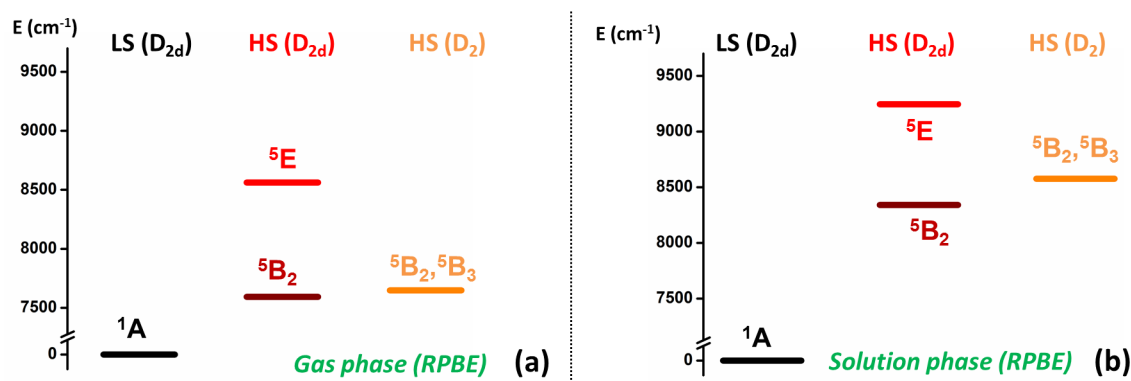 E (cm⁻¹)
LS (D₂d) HS (D₂d) HS (D₂)
9500
9000
8500
8000
7500
0
⁵E
⁵B₂
⁵B₂,⁵B₃
¹A
Gas phase (RPBE) (a)
E (cm⁻¹)
LS (D₂d) HS (D₂d) HS (D₂)
9500
9000
8500
8000
7500
0
⁵E
⁵B₂,⁵B₃
⁵B₂
¹A
Solution phase (RPBE) (b)